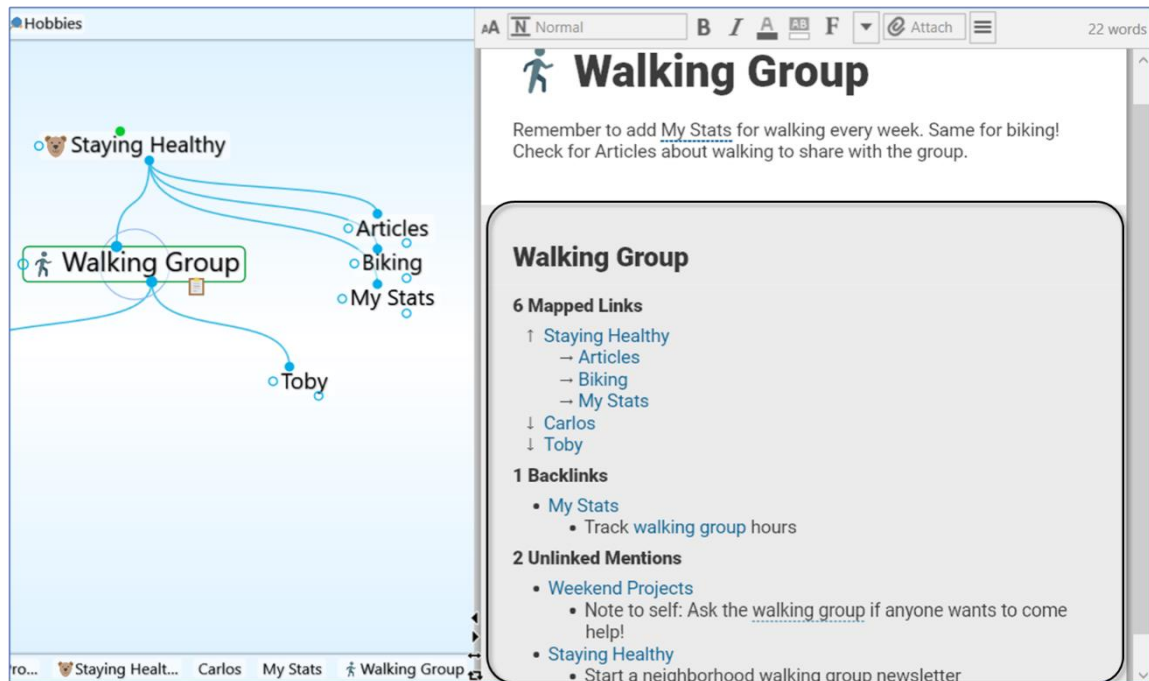 Hobbies
Staying Healthy
Articles
Biking
My Stats
Walking Group
Toby
ro... Staying Healt... Carlos My Stats Walking Group
AA N Normal B I A AB F Attach 22 words
Walking Group
Remember to add My Stats for walking every week. Same for biking!
Check for Articles about walking to share with the group.
Walking Group
6 Mapped Links
↑ Staying Healthy
→ Articles
→ Biking
→ My Stats
↓ Carlos
↓ Toby
1 Backlinks
• My Stats
• Track walking group hours
2 Unlinked Mentions
• Weekend Projects
• Note to self: Ask the walking group if anyone wants to come
help!
• Staying Healthy
• Start a neighborhood walking group newsletter